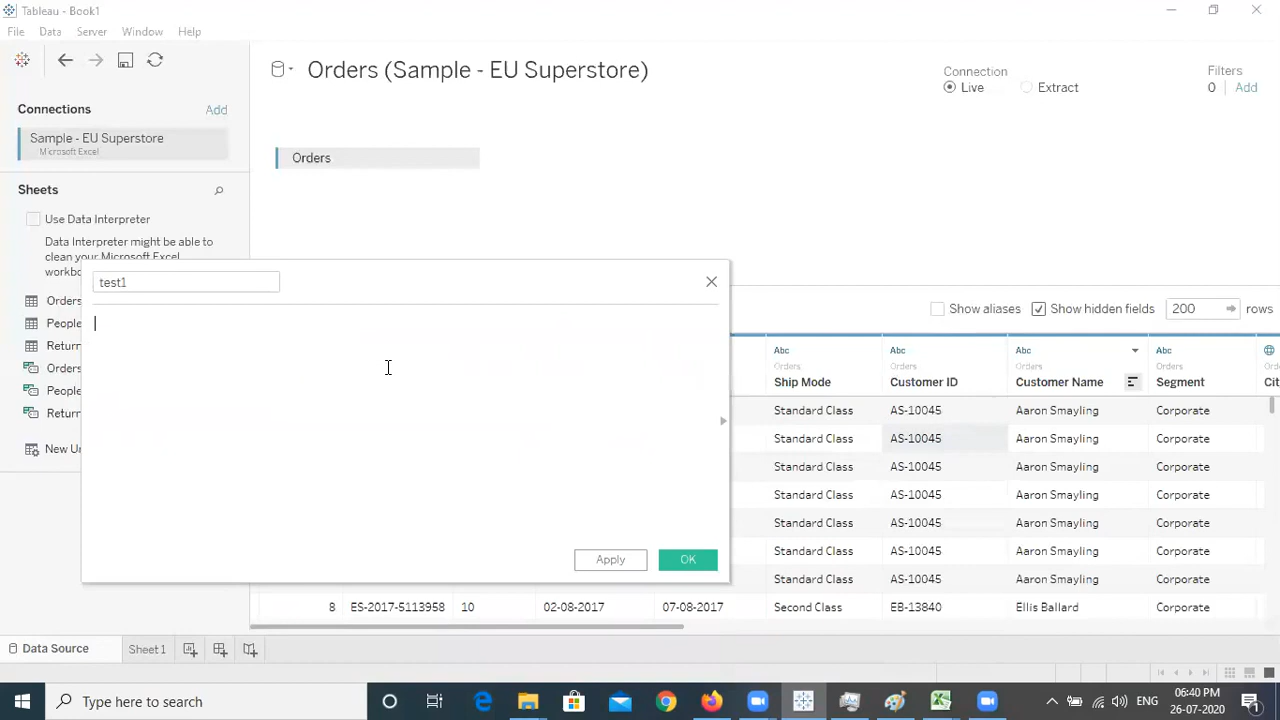 Tableau - Book1
File Data Server Window Help
Orders (Sample - EU Superstore)
Connection
Live Extract
Filters
0 Add
Connections Add
Sample - EU Superstore
Microsoft Excel
Orders
Sheets
Use Data Interpreter
Data Interpreter might be able to
clean your Microsoft Excel
workbo
Orders
People
Return
Orders
People
Return
New Un
test1
Apply OK
Show aliases Show hidden fields 200 rows
Abc Abc Abc Abc
Orders Orders Orders Orders Orde
Ship Mode Customer ID Customer Name Segment Cit
Standard Class AS-10045 Aaron Smayling Corporate
Standard Class AS-10045 Aaron Smayling Corporate
Standard Class AS-10045 Aaron Smayling Corporate
Standard Class AS-10045 Aaron Smayling Corporate
Standard Class AS-10045 Aaron Smayling Corporate
Standard Class AS-10045 Aaron Smayling Corporate
Standard Class AS-10045 Aaron Smayling Corporate
8 ES-2017-5113958 10 02-08-2017 07-08-2017 Second Class EB-13840 Ellis Ballard Corporate
Data Source Sheet 1
Type here to search
ENG
06:40 PM
26-07-2020
1